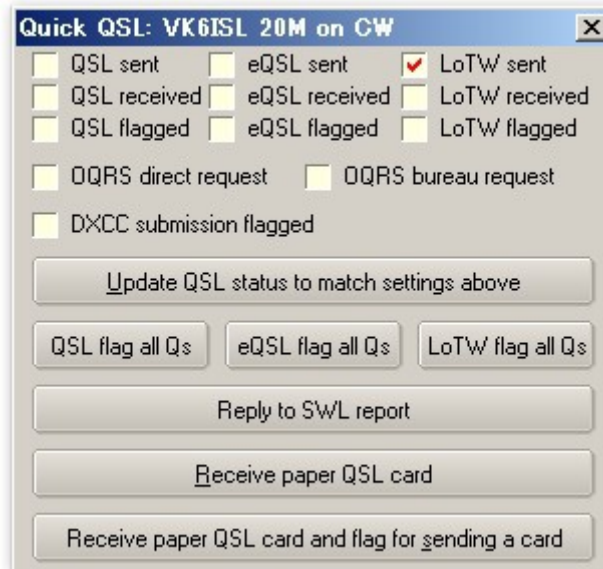 Quick QSL: VK6ISL 20M on CW
QSL sent eQSL sent LoTW sent
QSL received eQSL received LoTW received
QSL flagged eQSL flagged LoTW flagged
OQRS direct request OQRS bureau request
DXCC submission flagged
Update QSL status to match settings above
QSL flag all Qs eQSL flag all Qs LoTW flag all Qs
Reply to SWL report
Receive paper QSL card
Receive paper QSL card and flag for sending a card